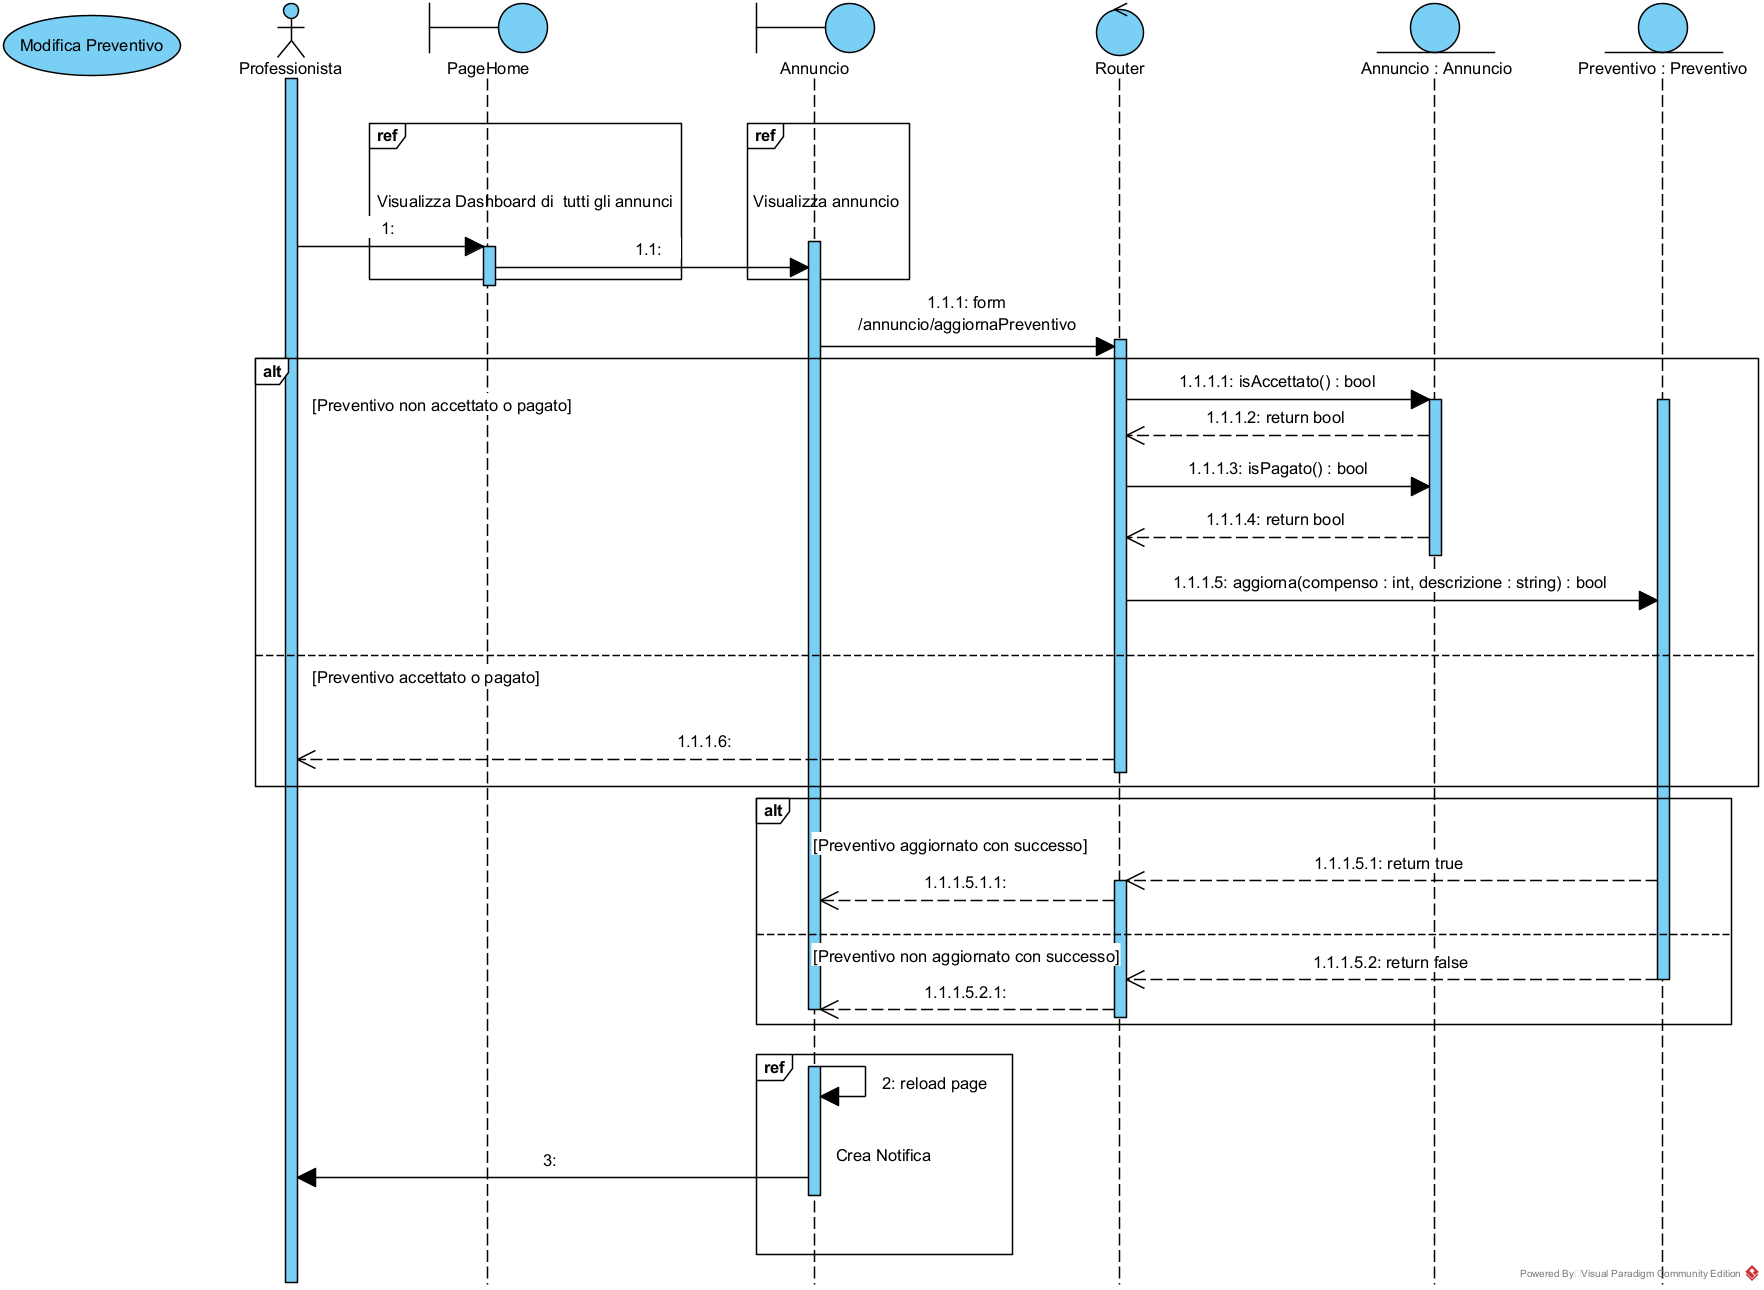 Modifica Preventivo
Professionista
PageHome
Annuncio
Router
Annuncio : Annuncio
Preventivo : Preventivo
ref
Visualizza Dashboard di  tutti gli annunci
ref
Visualizza annuncio
1:
1.1:
1.1.1: form
/annuncio/aggiornaPreventivo
alt
[Preventivo non accettato o pagato]
1.1.1.1: isAccettato() : bool
1.1.1.2: return bool
1.1.1.3: isPagato() : bool
1.1.1.4: return bool
1.1.1.5: aggiorna(compenso : int, descrizione : string) : bool
[Preventivo accettato o pagato]
1.1.1.6:
alt
[Preventivo aggiornato con successo]
1.1.1.5.1: return true
1.1.1.5.1.1:
[Preventivo non aggiornato con successo]
1.1.1.5.2: return false
1.1.1.5.2.1:
ref
2: reload page
Crea Notifica
3:
Powered By Visual Paradigm Community Edition